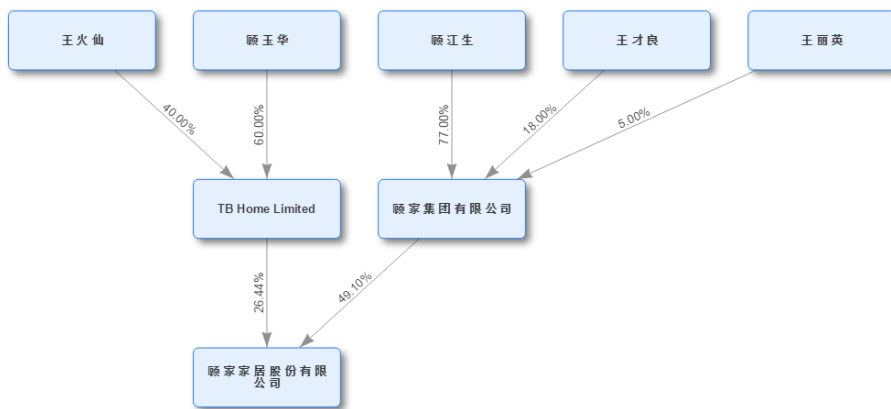 王火仙
顾玉华
顾江生
王才良
王丽英
40.00%
60.00%
77.00%
18.00%
5.00%
TB Home Limited
顾家集团有限公司
26.44%
49.10%
顾家家居股份有限
公司